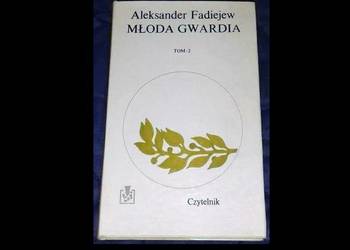 Aleksander Fadiejew
MŁODA GWARDIA
TOM 2
Czytelnik